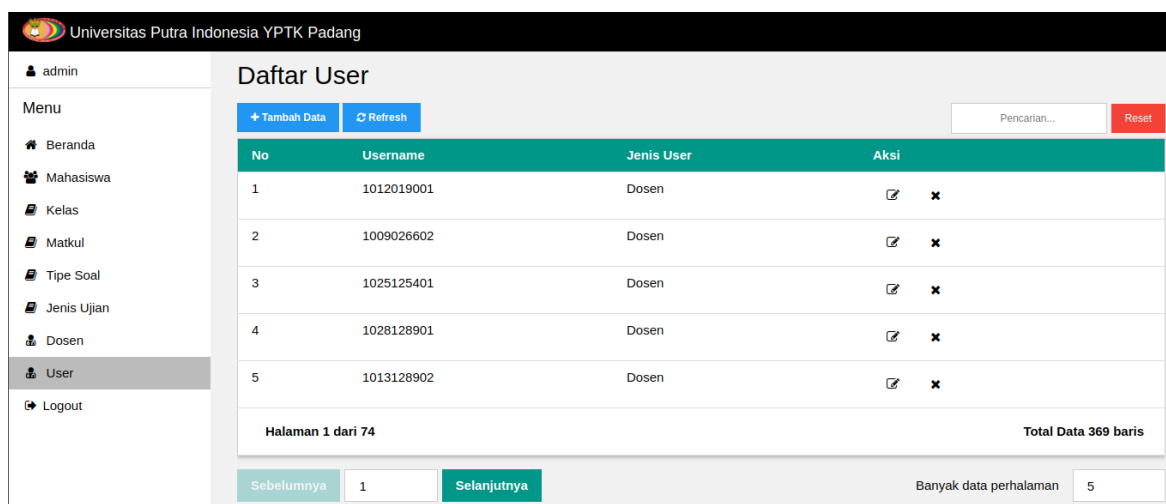 Universitas Putra Indonesia YPTK Padang
admin
Menu
Beranda
Mahasiswa
Kelas
Matkul
Tipe Soal
Jenis Ujian
Dosen
User
Logout
Daftar User
Tambah Data Refresh Pencarian... Reset
No Username Jenis User Aksi
1 1012019001 Dosen
2 1009026602 Dosen
3 1025125401 Dosen
4 1028128901 Dosen
5 1013128902 Dosen
Halaman 1 dari 74 Total Data 369 baris
Sebelumnya 1 Selanjutnya Banyak data perhalaman 5